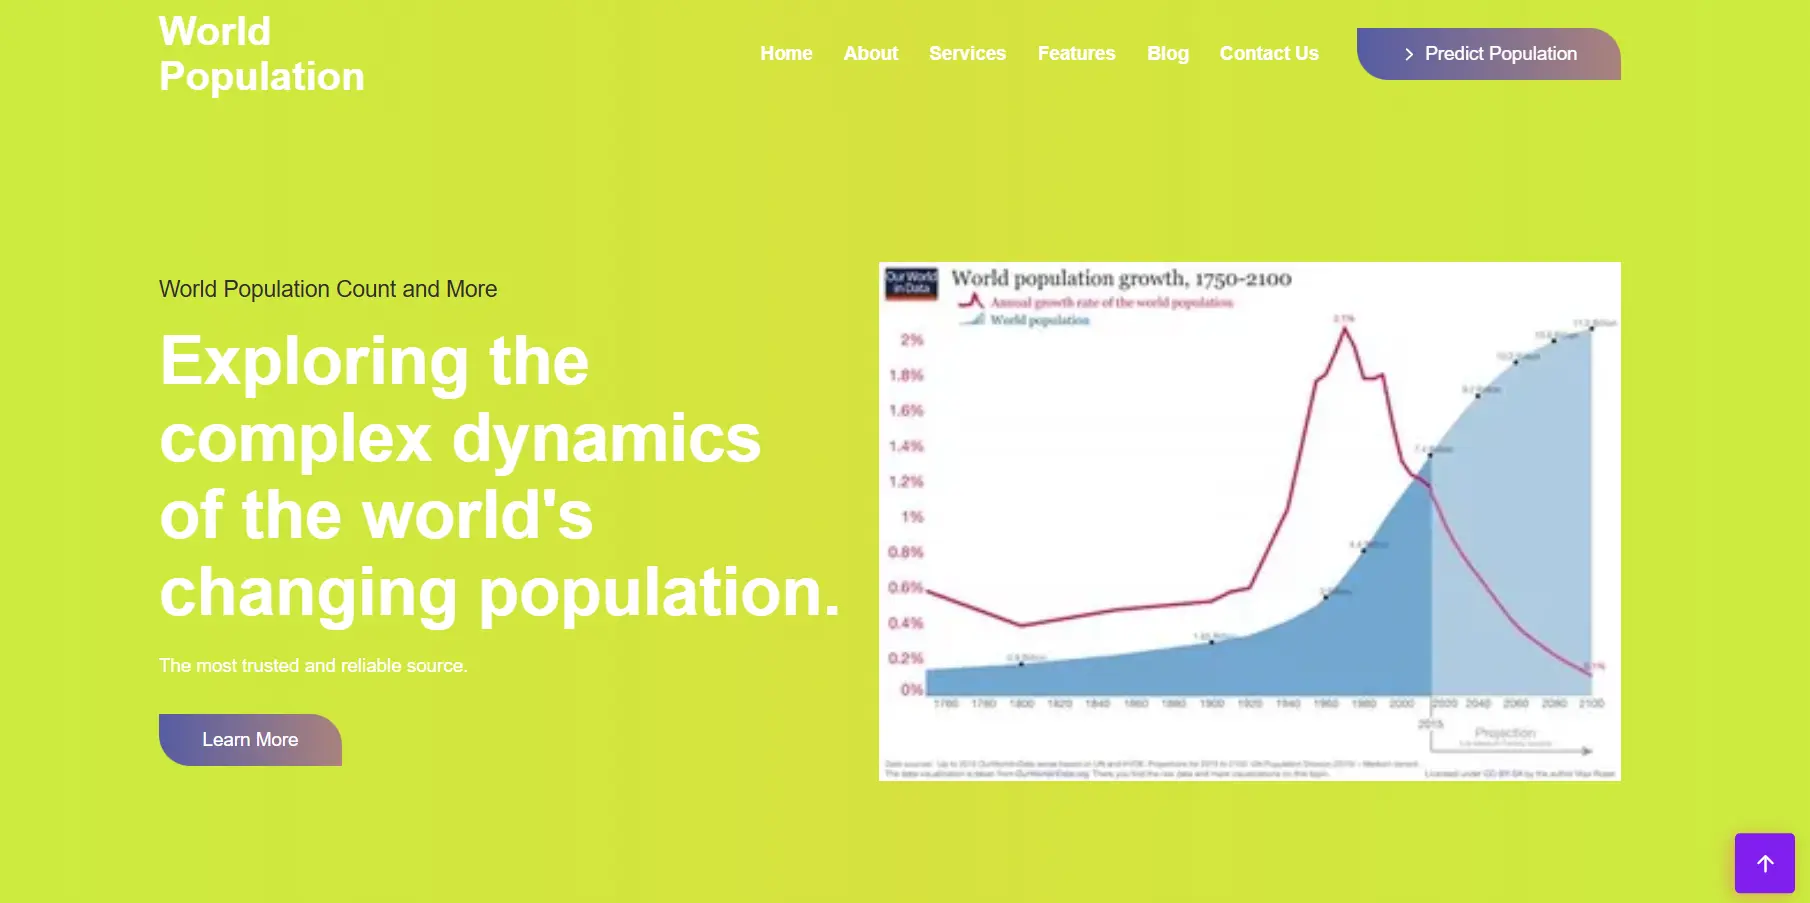 World
Population
Home About Services Features Blog Contact Us Predict Population
World Population Count and More
Exploring the
complex dynamics
of the world's
changing population.
The most trusted and reliable source.
Learn More
Our World
in Data
World population growth, 1750-2100
Annual growth rate of the world population
World population
2.1%
2%
1.8%
1.6%
1.4%
1.2%
1%
0.8%
0.6%
0.4%
0.2%
0%
1760 1780 1800 1820 1840 1860 1880 1900 1920 1940 1960 1980 2000 2020 2040 2060 2080 2100
2015
Projection